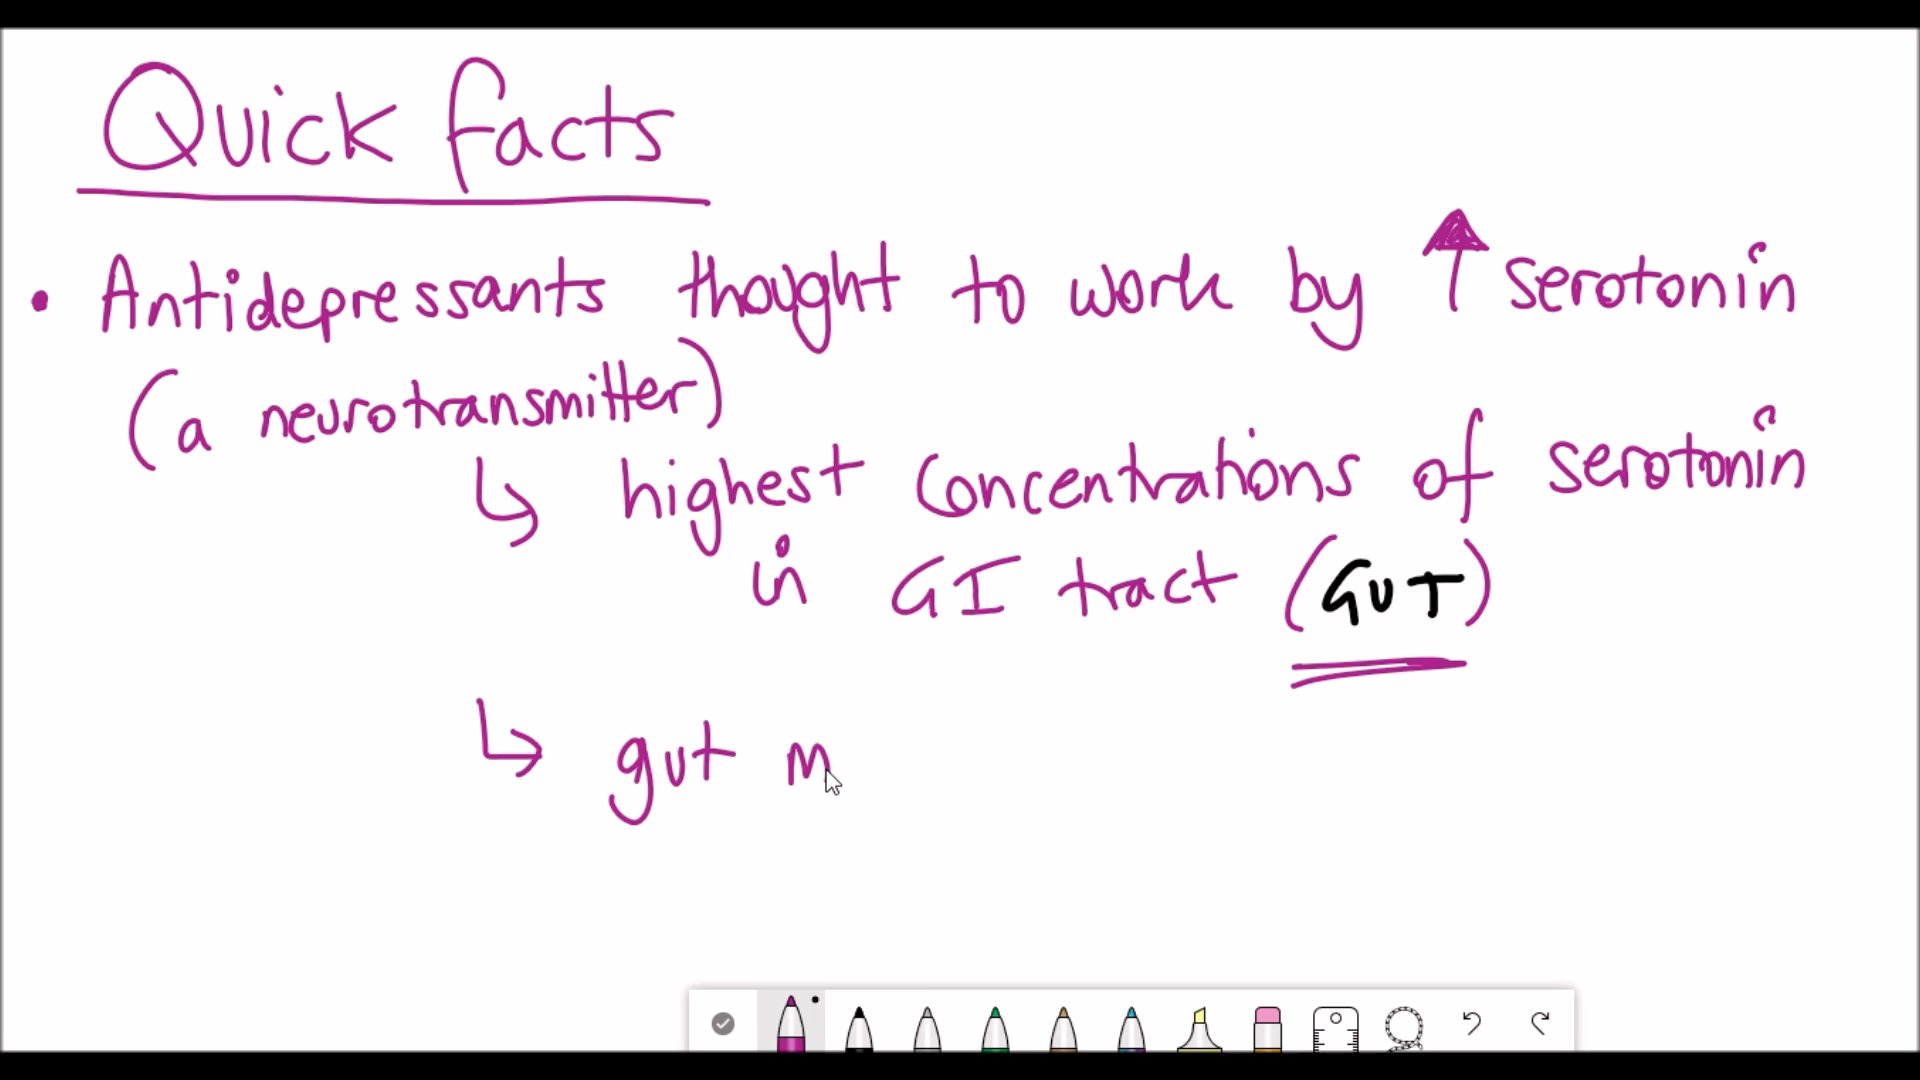 Quick facts
• Antidepressants thought to work by ↑ serotonin
(a neurotransmitter)
↳ highest concentrations of serotonin
in GI tract (GUT)
↳ gut m